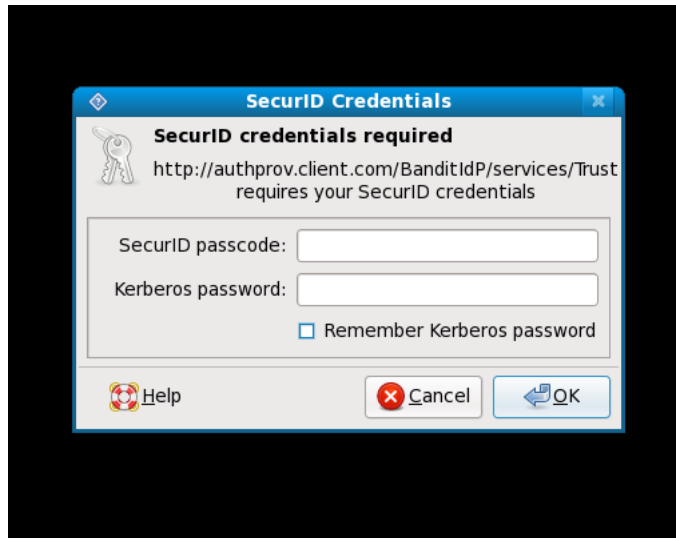 SecurID Credentials
SecurID credentials required
http://authprov.client.com/BanditIdP/services/Trust
requires your SecurID credentials
SecurID passcode:
Kerberos password:
Remember Kerberos password
Help
Cancel
OK